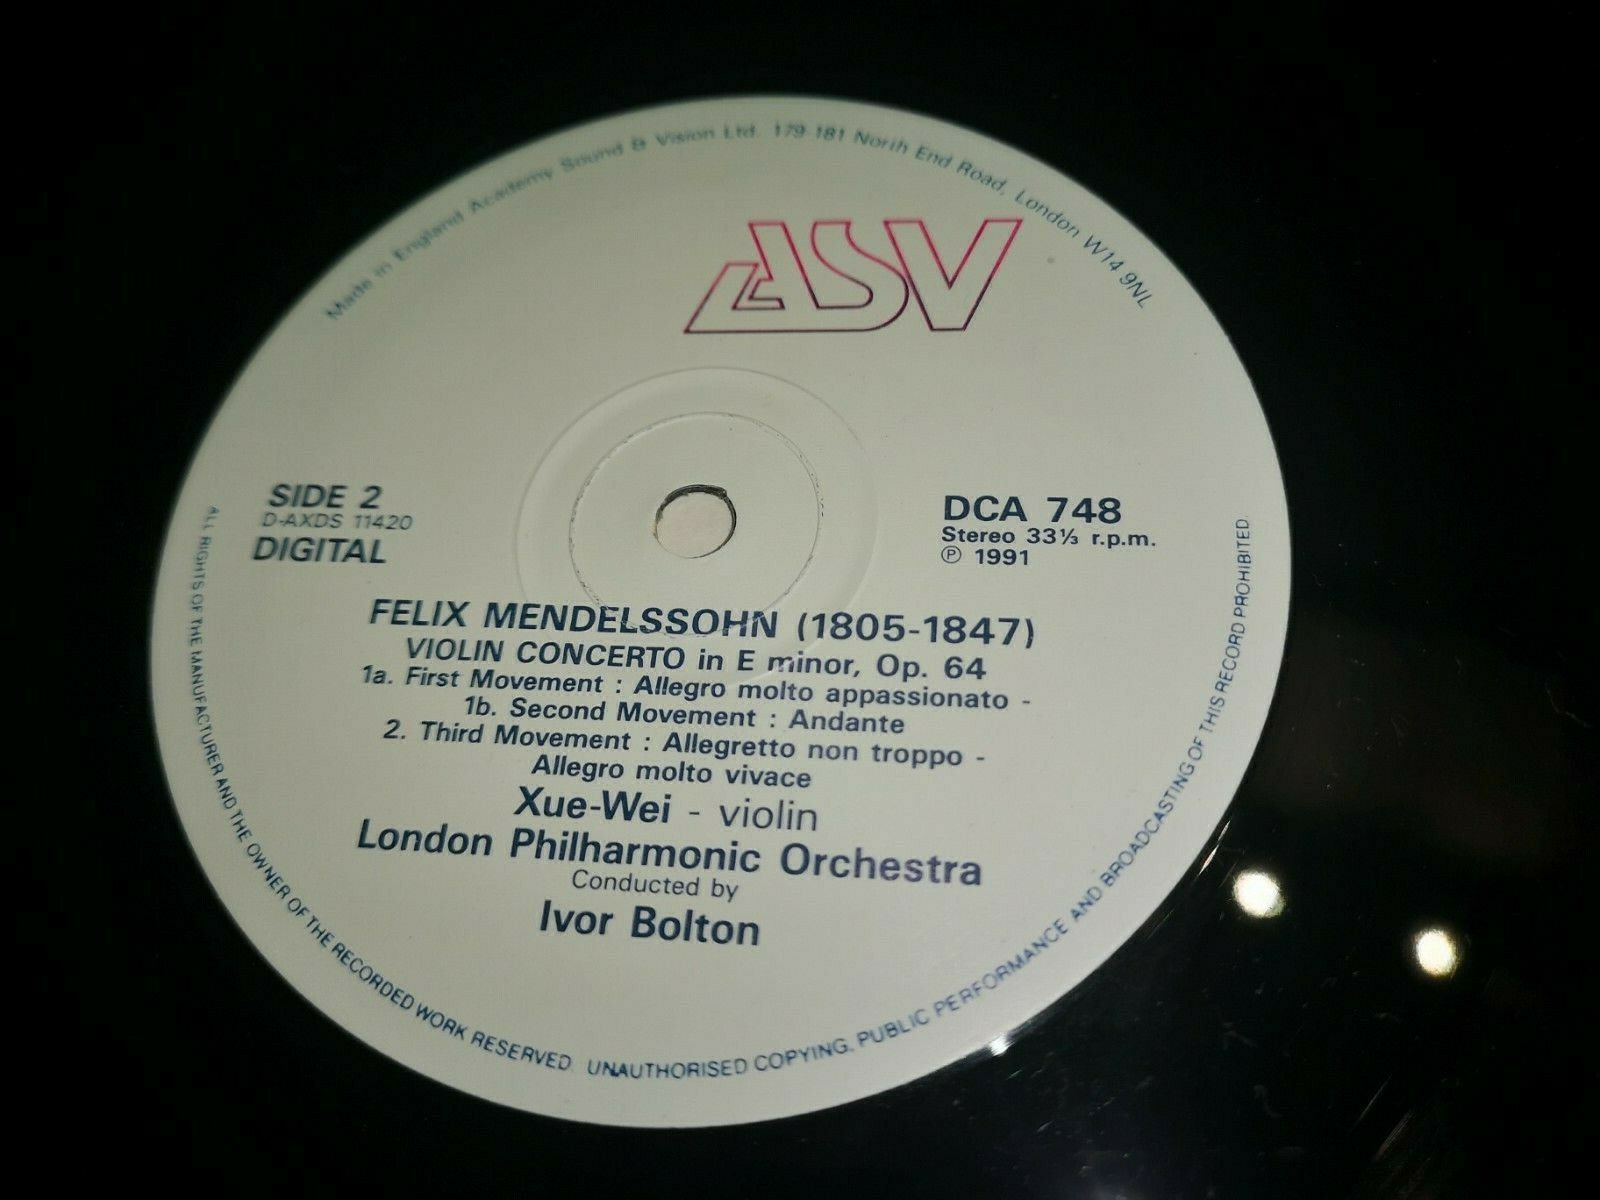 Made in England Academy Sound & Vision Ltd. 179-181 North End Road, London W14 9NL
ASV
SIDE 2
D-AXDS 11420
DIGITAL
DCA 748
Stereo 33⅓ r.p.m.
℗ 1991
FELIX MENDELSSOHN (1805-1847)
VIOLIN CONCERTO in E minor, Op. 64
1a. First Movement : Allegro molto appassionato -
1b. Second Movement : Andante
2. Third Movement : Allegretto non troppo -
Allegro molto vivace
Xue-Wei - violin
London Philharmonic Orchestra
Conducted by
Ivor Bolton
ALL RIGHTS OF THE MANUFACTURER AND THE OWNER OF THE RECORDED WORK RESERVED. UNAUTHORISED COPYING, PUBLIC PERFORMANCE AND BROADCASTING OF THIS RECORD PROHIBITED.